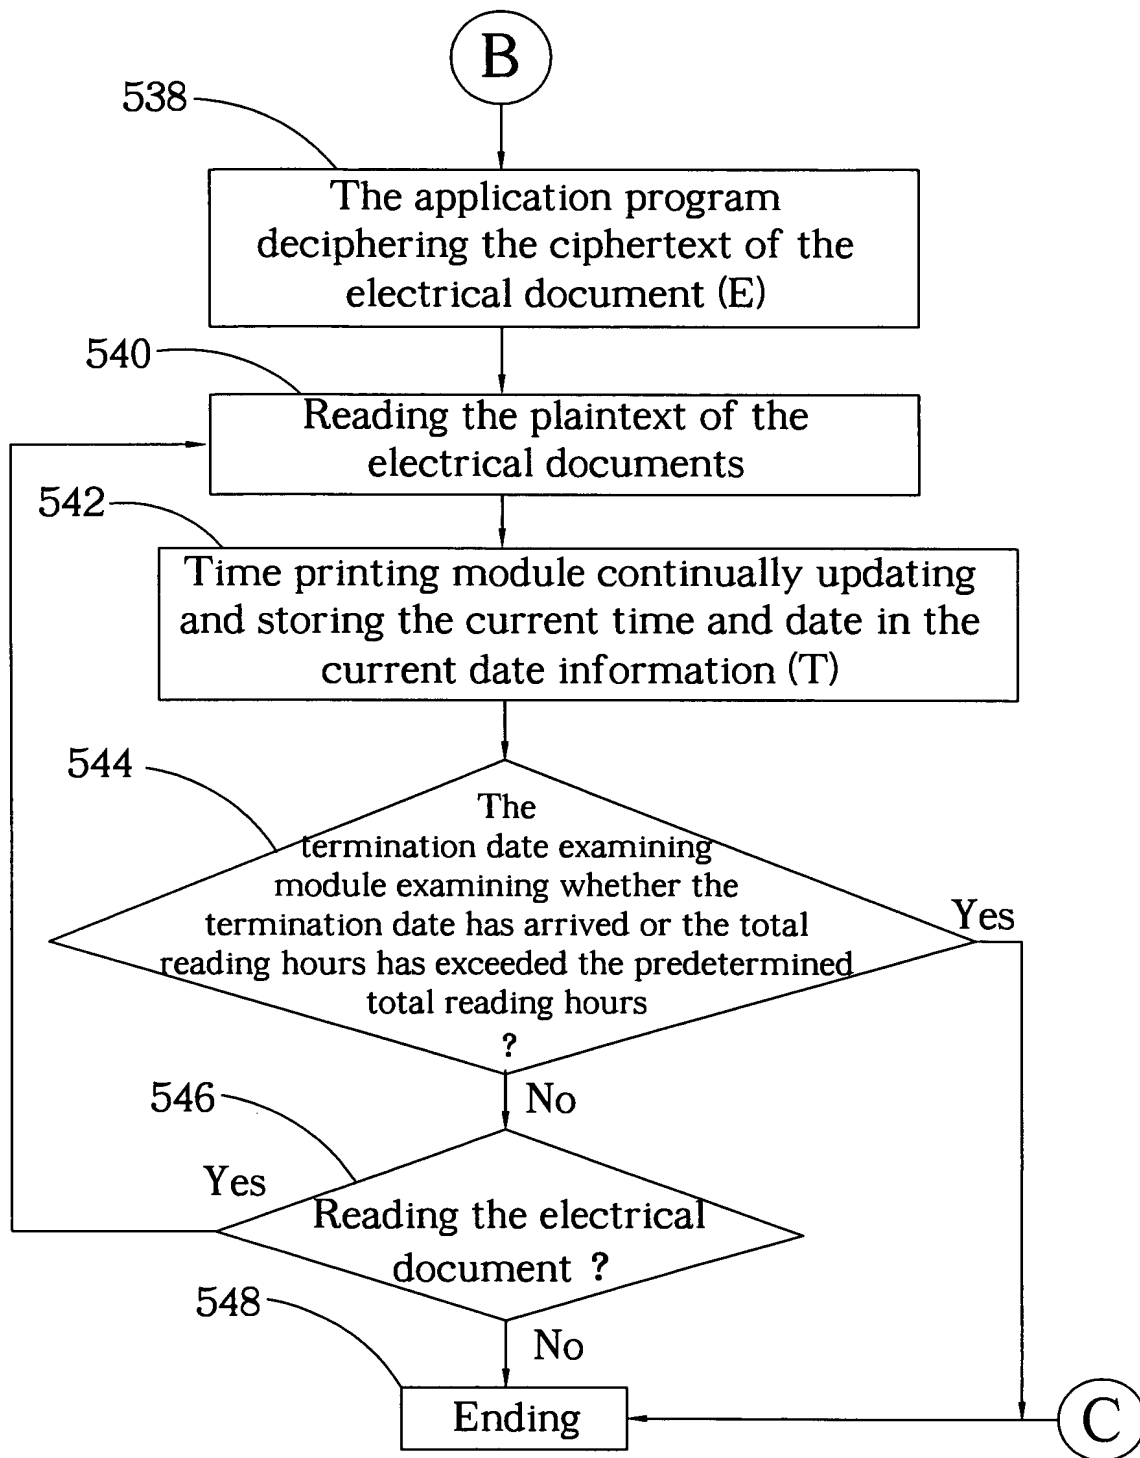 B
538
The application program
deciphering the ciphertext of the
electrical document (E)
540
Reading the plaintext of the
electrical documents
542
Time printing module continually updating
and storing the current time and date in the
current date information (T)
544
The
termination date examining
module examining whether the
termination date has arrived or the total
reading hours has exceeded the predetermined
total reading hours
?
Yes
No
546
Yes
Reading the electrical
document ?
548
No
Ending
C